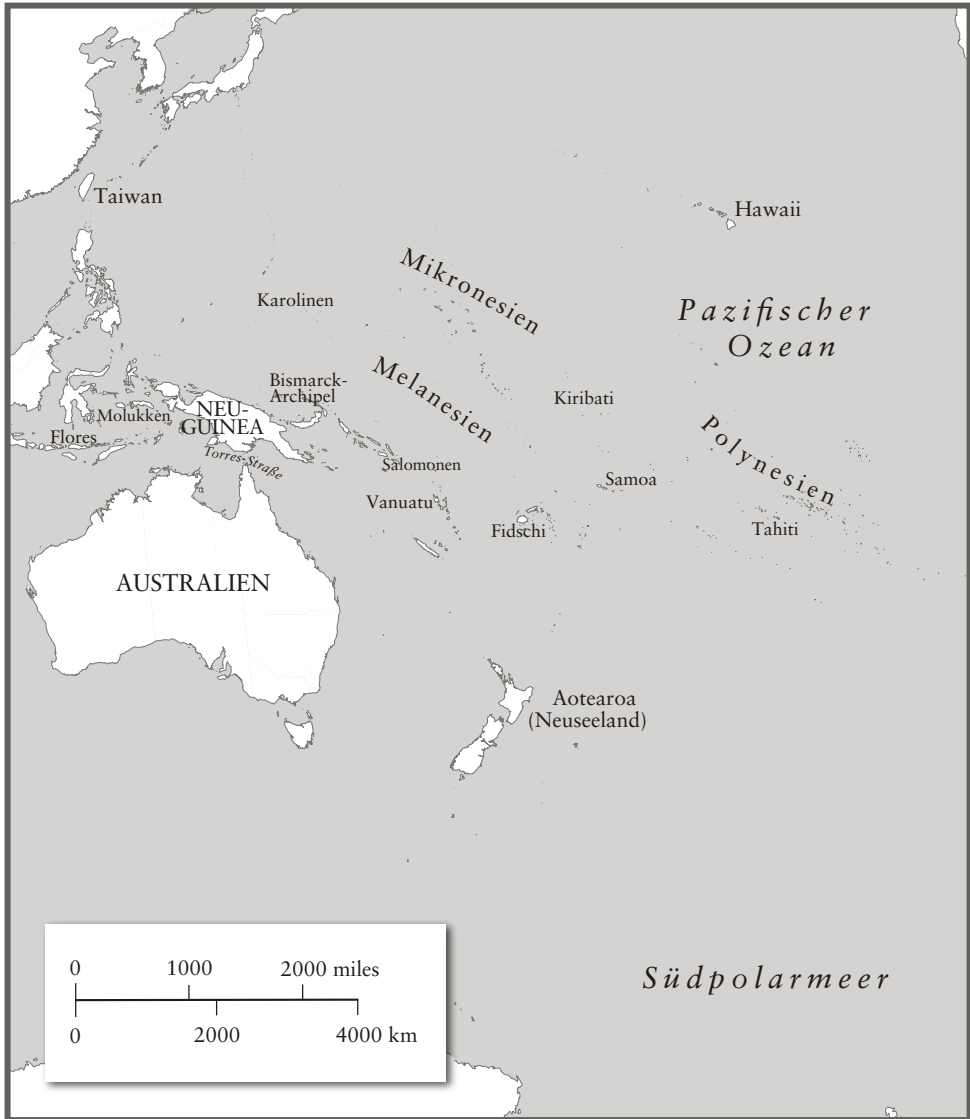 Taiwan
Hawaii
Mikronesien
Karolinen
Pazifischer
Ozean
Melanesien
Bismarck-
Archipel
Kiribati
NEU-
GUINEA
Molukken
Flores
Polynesien
Torres-Straße
Salomonen
Samoa
Vanuatu
Fidschi
Tahiti
AUSTRALIEN
Aotearoa
(Neuseeland)
0 1000 2000 miles
0 2000 4000 km
Südpolarmeer